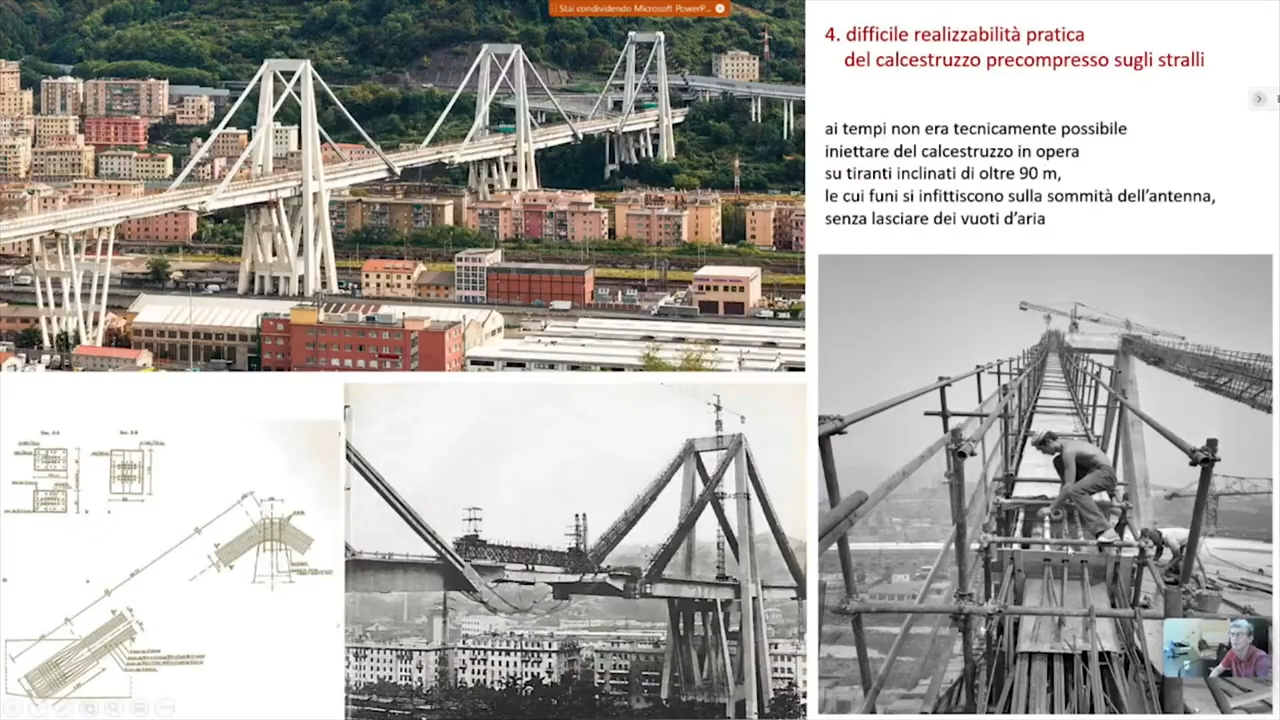 Stai condividendo Microsoft PowerP...
4. difficile realizzabilità pratica
del calcestruzzo precompresso sugli stralli
ai tempi non era tecnicamente possibile
iniettare del calcestruzzo in opera
su tiranti inclinati di oltre 90 m,
le cui funi si infittiscono sulla sommità dell'antenna,
senza lasciare dei vuoti d'aria